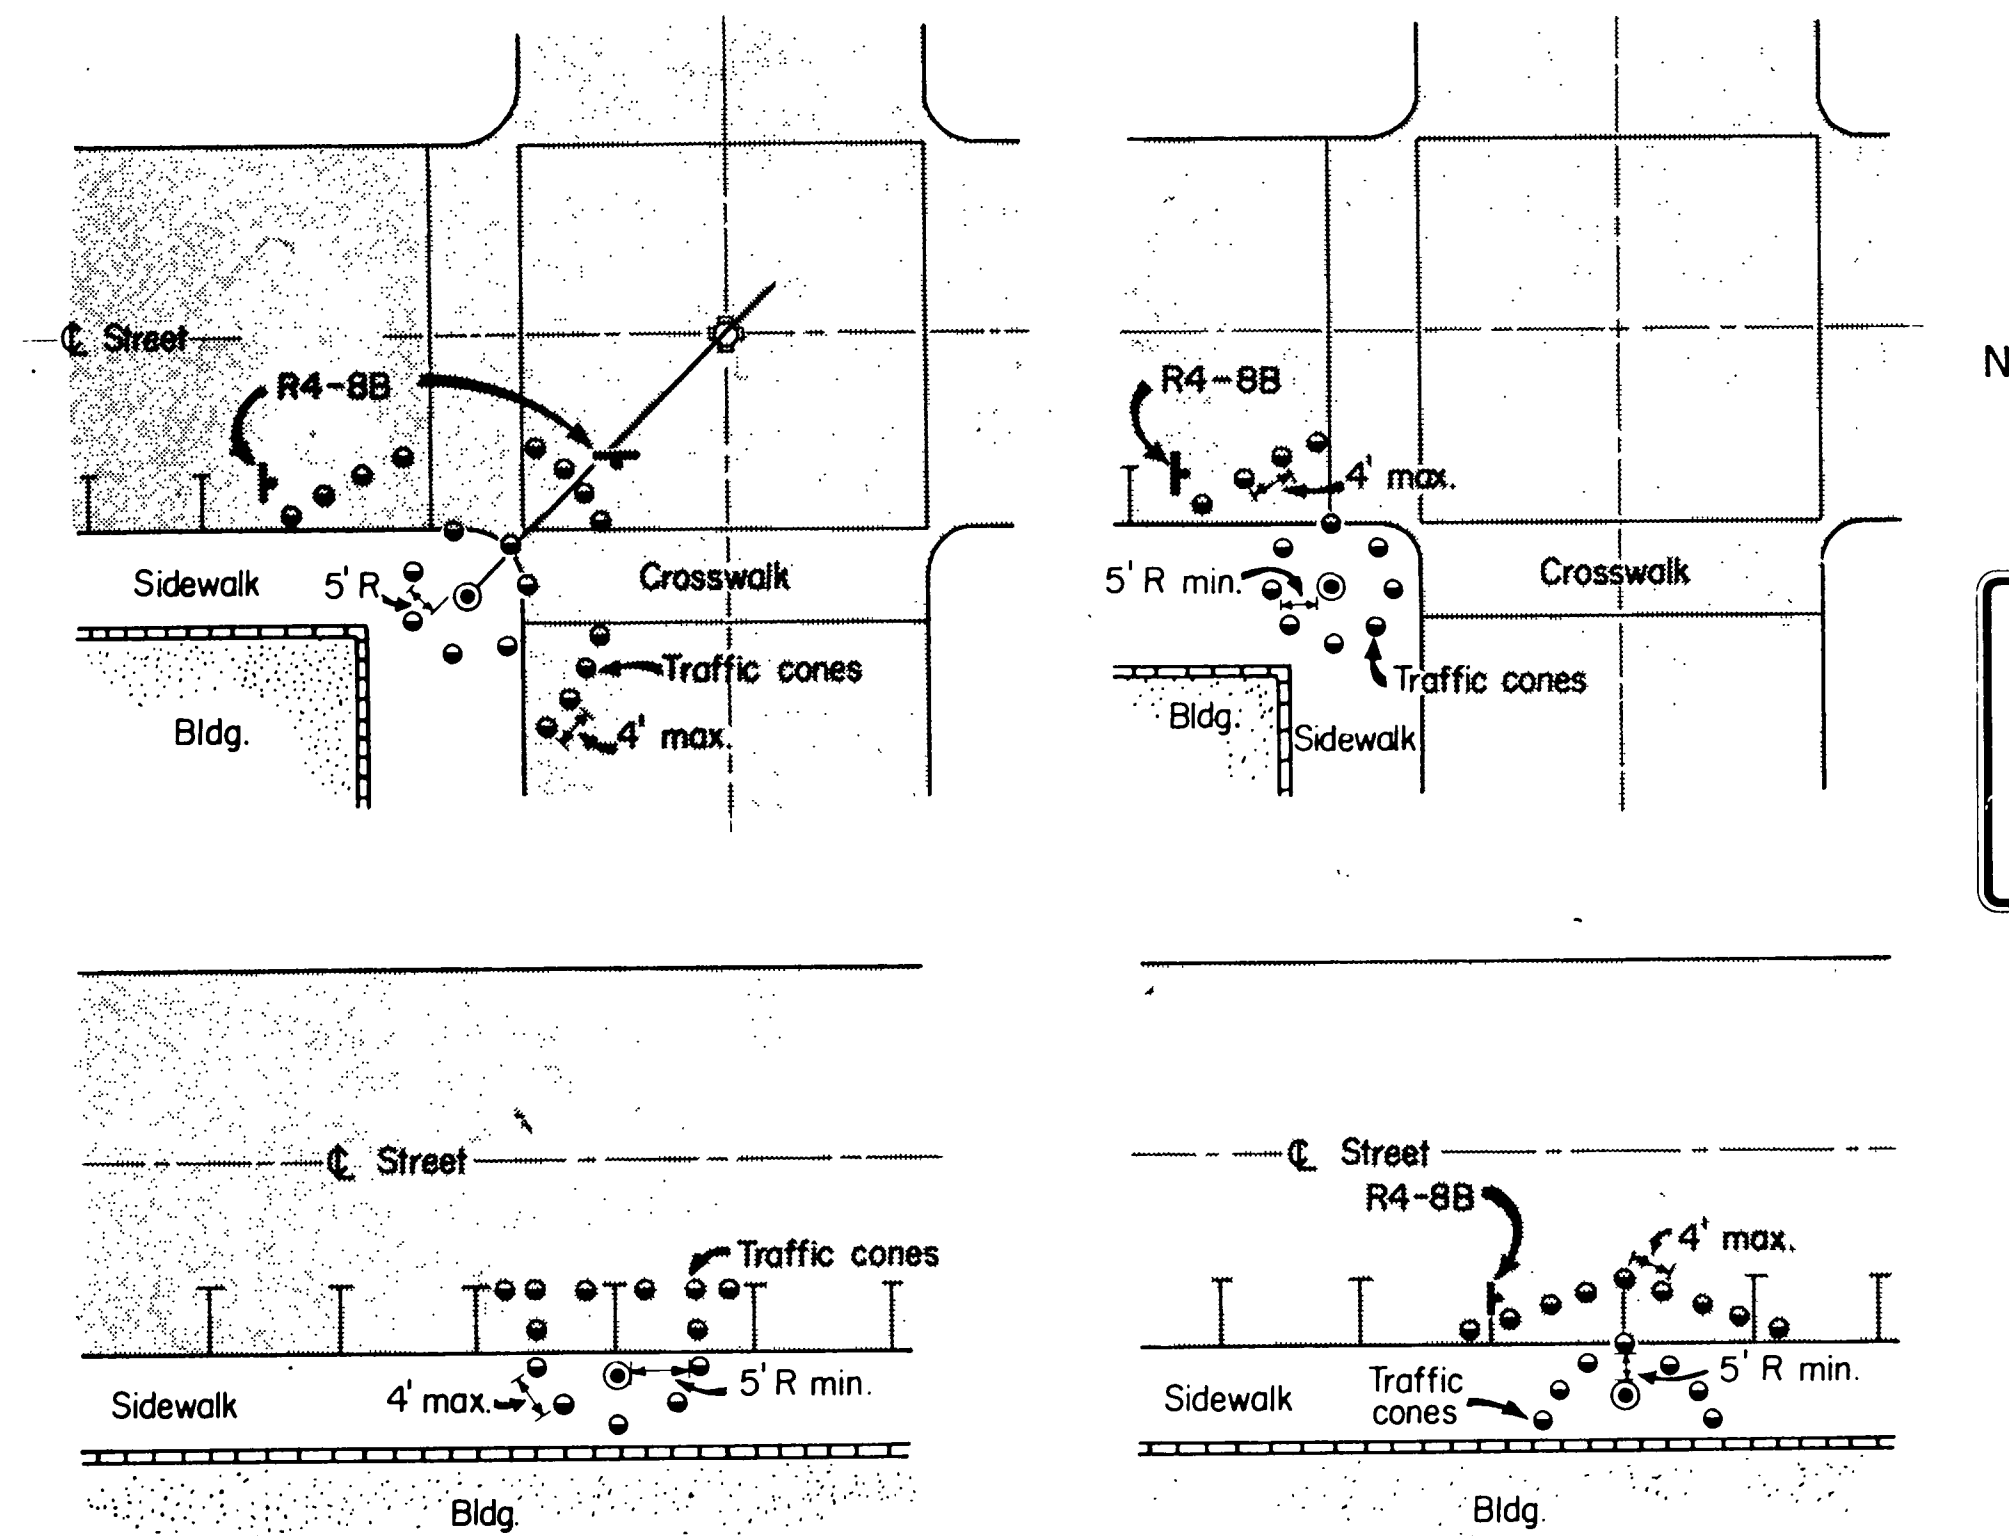 ℄ Street
R4-8B
Sidewalk
5' R
Crosswalk
Traffic cones
Bldg.
4' max.
R4-8B
4' max.
5' R min.
Crosswalk
Traffic cones
Bldg.
Sidewalk
N
℄ Street
Traffic cones
4' max.
5' R min.
Sidewalk
Bldg.
℄ Street
R4-8B
4' max.
5' R min.
Traffic
cones
Sidewalk
Bldg.